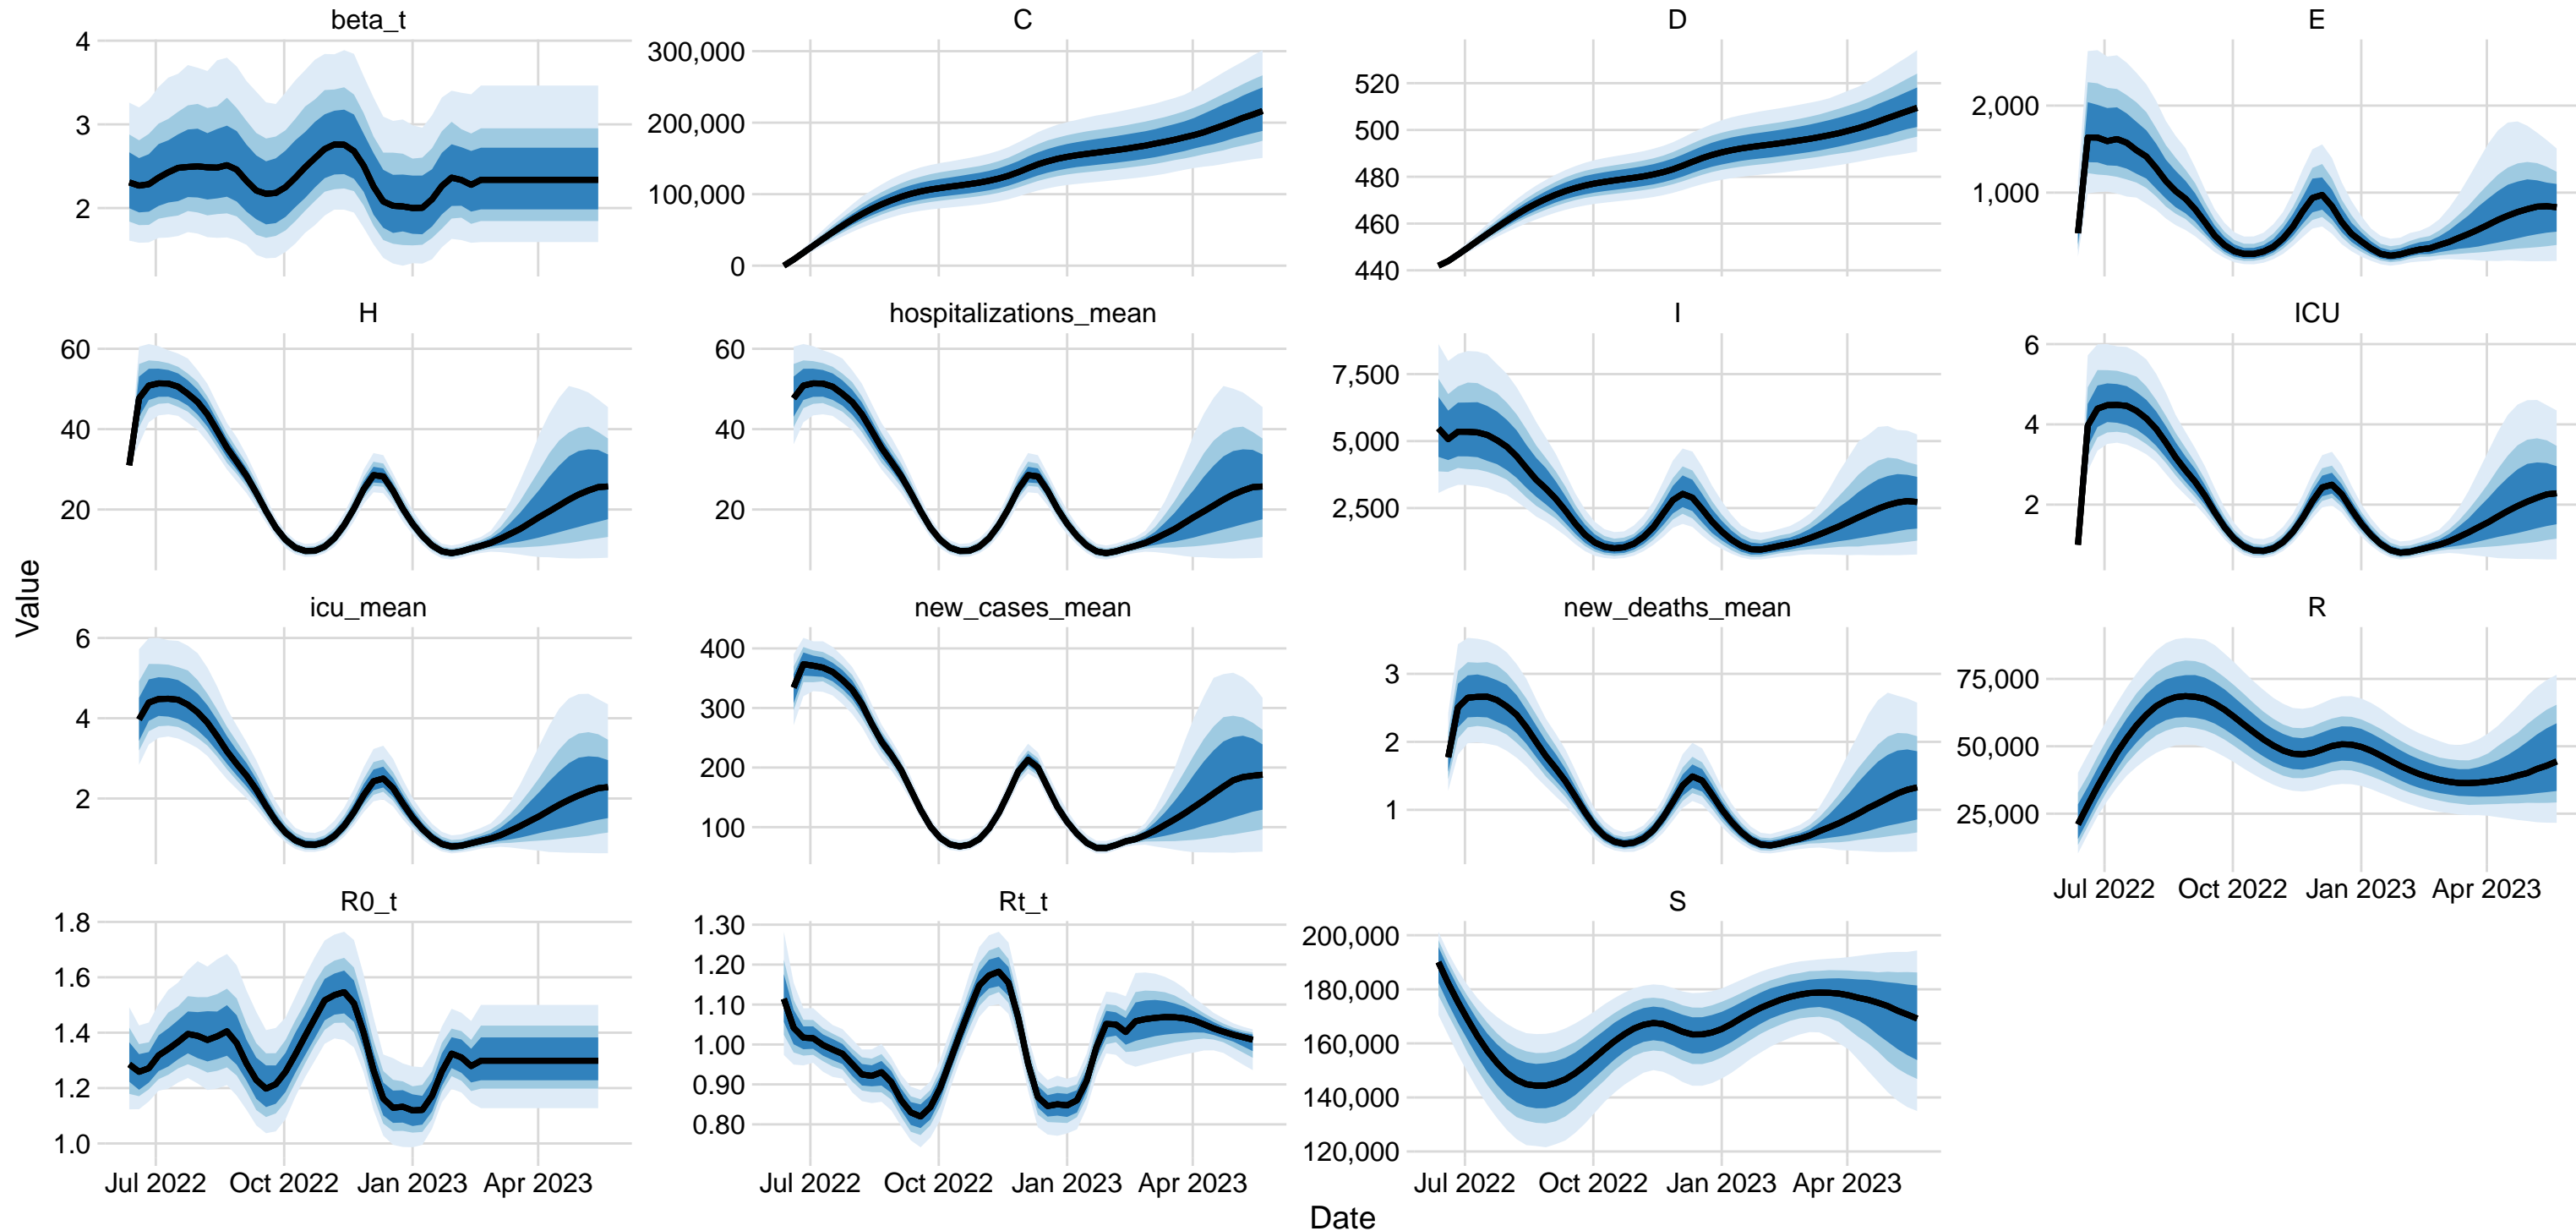 beta_t
C
D
E
4
3
2
300,000
200,000
100,000
0
520
500
480
460
440
2,000
1,000
H
hospitalizations_mean
I
ICU
60
40
20
60
40
20
7,500
5,000
2,500
6
4
2
Value
icu_mean
new_cases_mean
new_deaths_mean
R
6
4
2
400
300
200
100
3
2
1
75,000
50,000
25,000
Jul 2022 Oct 2022 Jan 2023 Apr 2023
R0_t
Rt_t
S
1.8
1.6
1.4
1.2
1.0
1.30
1.20
1.10
1.00
0.90
0.80
200,000
180,000
160,000
140,000
120,000
Jul 2022 Oct 2022 Jan 2023 Apr 2023
Jul 2022 Oct 2022 Jan 2023 Apr 2023
Jul 2022 Oct 2022 Jan 2023 Apr 2023
Date